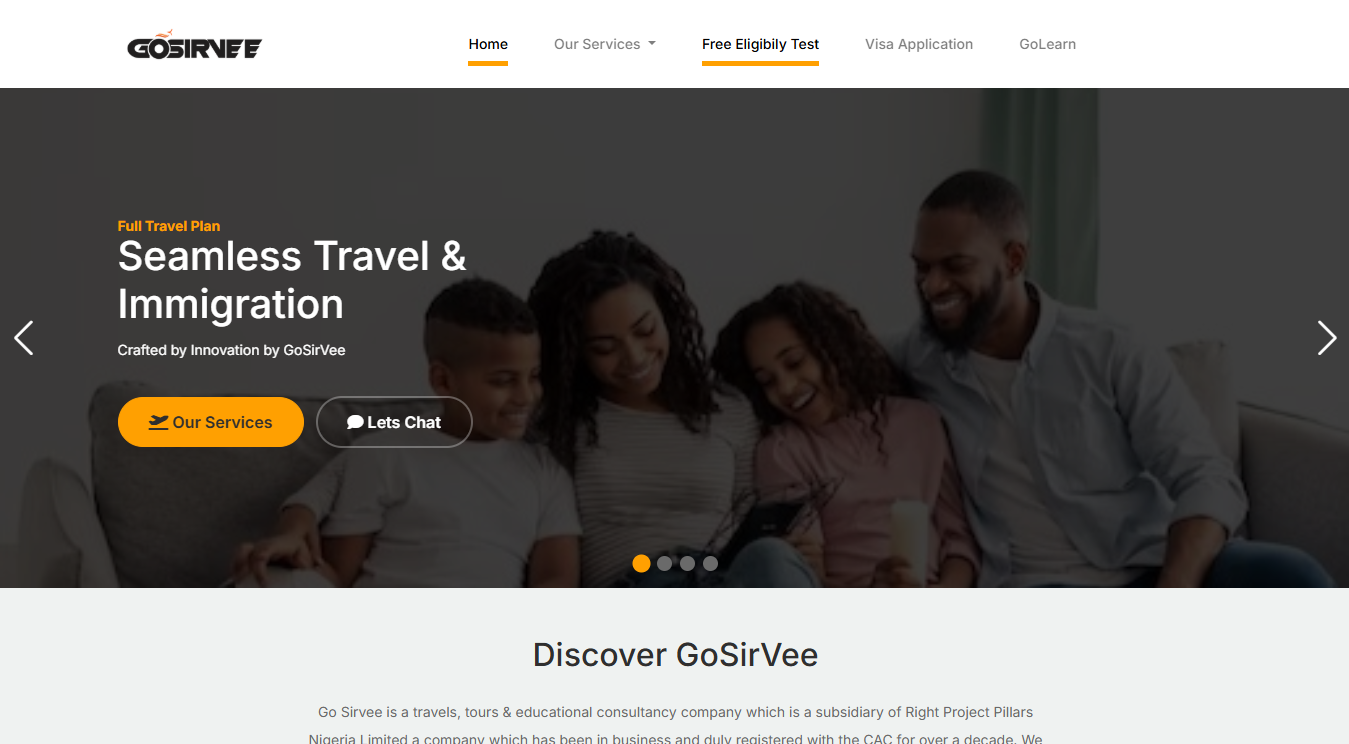 GOSIRVEE
Home
Our Services
Free Eligibily Test
Visa Application
GoLearn
Full Travel Plan
Seamless Travel &
Immigration
Crafted by Innovation by GoSirVee
Our Services
Lets Chat
Discover GoSirVee
Go Sirvee is a travels, tours & educational consultancy company which is a subsidiary of Right Project Pillars
Nigeria Limited a company which has been in business and duly registered with the CAC for over a decade. We